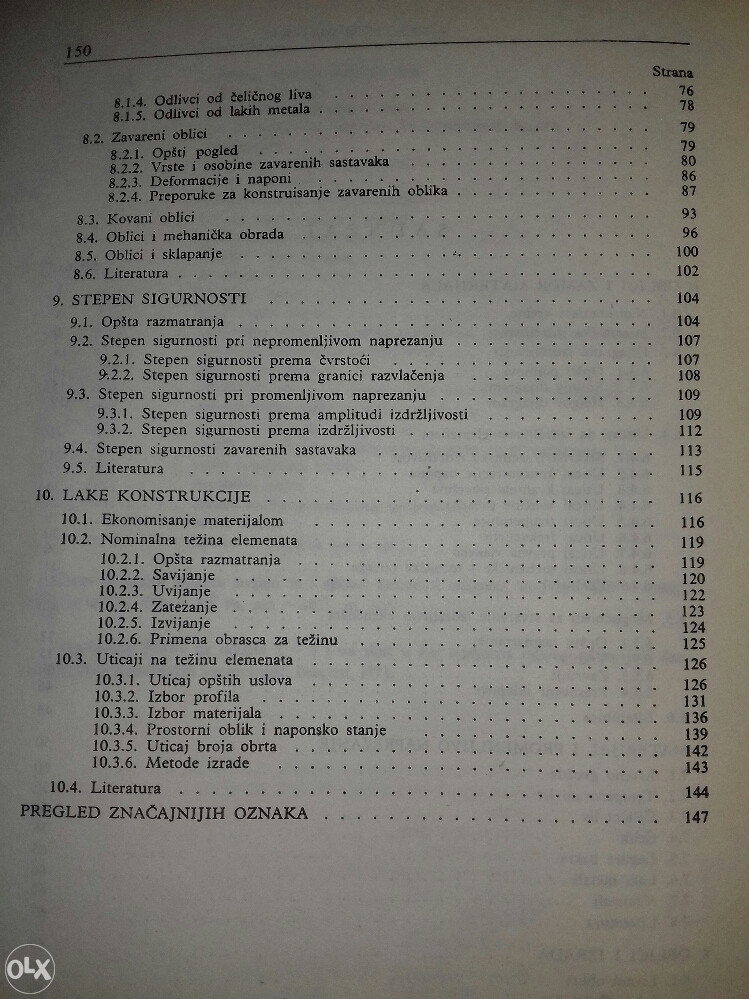 150
Strana
8.1.4. Odlivci od čeličnog liva . . . . . . . . . . . . . . . . . . . . 76
8.1.5. Odlivci od lakih metala . . . . . . . . . . . . . . . . . . . . 78
8.2. Zavareni oblici . . . . . . . . . . . . . . . . . . . . 79
8.2.1. Opšti pogled . . . . . . . . . . . . . . . . . . . . 79
8.2.2. Vrste i osobine zavarenih sastavaka . . . . . . . . . . . . . . . 80
8.2.3. Deformacije i naponi . . . . . . . . . . . . . . . . . . . . 86
8.2.4. Preporuke za konstruisanje zavarenih oblika . . . . . . . . . . . . 87
8.3. Kovani oblici . . . . . . . . . . . . . . . . . . . . 93
8.4. Oblici i mehanička obrada . . . . . . . . . . . . . . . . . . . . 96
8.5. Oblici i sklapanje . . . . . . . . . . . . . . . . . . . . 100
8.6. Literatura . . . . . . . . . . . . . . . . . . . . 102
9. STEPEN SIGURNOSTI . . . . . . . . . . . . . . . . . . . . 104
9.1. Opšta razmatranja . . . . . . . . . . . . . . . . . . . . 104
9.2. Stepen sigurnosti pri nepromenljivom naprezanju . . . . . . . . . . . . 107
9.2.1. Stepen sigurnosti prema čvrstoći . . . . . . . . . . . . . . . 107
9.2.2. Stepen sigurnosti prema granici razvlačenja . . . . . . . . . . . . 108
9.3. Stepen sigurnosti pri promenljivom naprezanju . . . . . . . . . . . . 109
9.3.1. Stepen sigurnosti prema amplitudi izdržljivosti . . . . . . . . . . 109
9.3.2. Stepen sigurnosti prema izdržljivosti . . . . . . . . . . . . . . . 112
9.4. Stepen sigurnosti zavarenih sastavaka . . . . . . . . . . . . . . . 113
9.5. Literatura . . . . . . . . . . . . . . . . . . . . 115
10. LAKE KONSTRUKCIJE . . . . . . . . . . . . . . . . . . . . 116
10.1. Ekonomisanje materijalom . . . . . . . . . . . . . . . . . . . . 116
10.2. Nominalna težina elemenata . . . . . . . . . . . . . . . . . . . . 119
10.2.1. Opšta razmatranja . . . . . . . . . . . . . . . . . . . . 119
10.2.2. Savijanje . . . . . . . . . . . . . . . . . . . . 120
10.2.3. Uvijanje . . . . . . . . . . . . . . . . . . . . 122
10.2.4. Zatezanje . . . . . . . . . . . . . . . . . . . . 123
10.2.5. Izvijanje . . . . . . . . . . . . . . . . . . . . 124
10.2.6. Primena obrasca za težinu . . . . . . . . . . . . . . . . . . 125
10.3. Uticaji na težinu elemenata . . . . . . . . . . . . . . . . . . . . 126
10.3.1. Uticaj opštih uslova . . . . . . . . . . . . . . . . . . . . 126
10.3.2. Izbor profila . . . . . . . . . . . . . . . . . . . . 131
10.3.3. Izbor materijala . . . . . . . . . . . . . . . . . . . . 136
10.3.4. Prostorni oblik i naponsko stanje . . . . . . . . . . . . . . . 139
10.3.5. Uticaj broja obrta . . . . . . . . . . . . . . . . . . . . 142
10.3.6. Metode izrade . . . . . . . . . . . . . . . . . . . . 143
10.4. Literatura . . . . . . . . . . . . . . . . . . . . 144
PREGLED ZNAČAJNIJIH OZNAKA . . . . . . . . . . . . . . . . . . 147
OLX